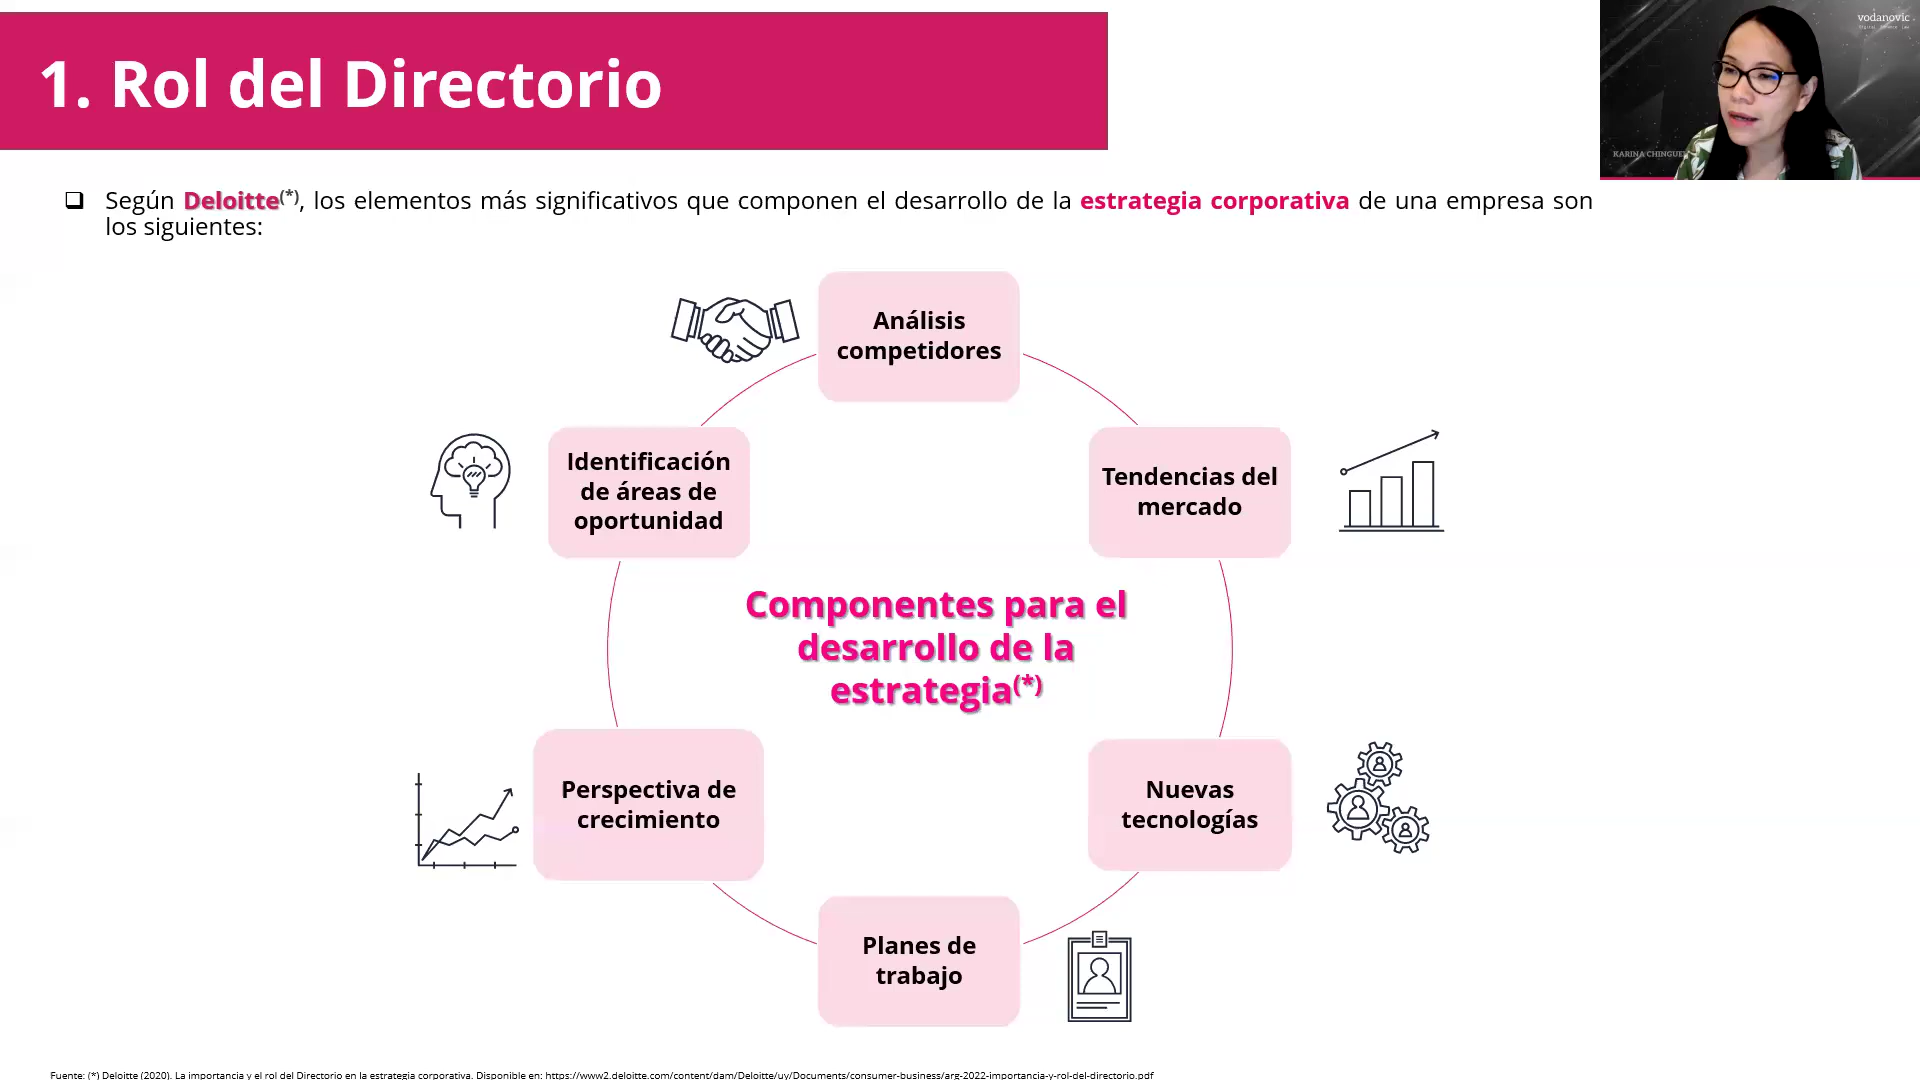 1. Rol del Directorio
vodanovic
KARINA CHINGUE
Según Deloitte(*), los elementos más significativos que componen el desarrollo de la estrategia corporativa de una empresa son
los siguientes:
Análisis
competidores
Identificación
de áreas de
oportunidad
Tendencias del
mercado
Componentes para el
desarrollo de la
estrategia(*)
Perspectiva de
crecimiento
Nuevas
tecnologías
Planes de
trabajo
Fuente: (*) Deloitte (2020). La importancia y el rol del Directorio en la estrategia corporativa. Disponible en: https://www2.deloitte.com/content/dam/Deloitte/uy/Documents/consumer-business/arg-2022-importancia-y-rol-del-directorio.pdf